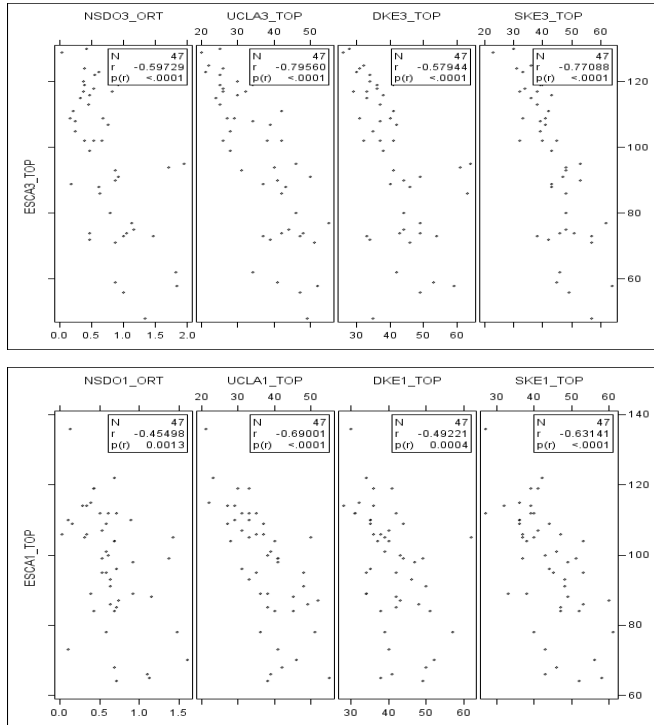 NSDO3_ORT UCLA3_TOP DKE3_TOP SKE3_TOP
20 30 40 50 20 30 40 50 60
N 47 N 47 N 47 N 47
r -0.59729 r -0.79560 r -0.57944 r -0.77088
p(r) <.0001 p(r) <.0001 p(r) <.0001 p(r) <.0001
120
100
80
60
ESCA3_TOP
0.0 0.5 1.0 1.5 2.0 30 40 50 60
NSDO1_ORT UCLA1_TOP DKE1_TOP SKE1_TOP
20 30 40 50 30 40 50 60
N 47 N 47 N 47 N 47
r -0.45498 r -0.69001 r -0.49221 r -0.63141
p(r) 0.0013 p(r) <.0001 p(r) 0.0004 p(r) <.0001
140
120
100
80
60
ESCA1_TOP
0.0 0.5 1.0 1.5 30 40 50 60